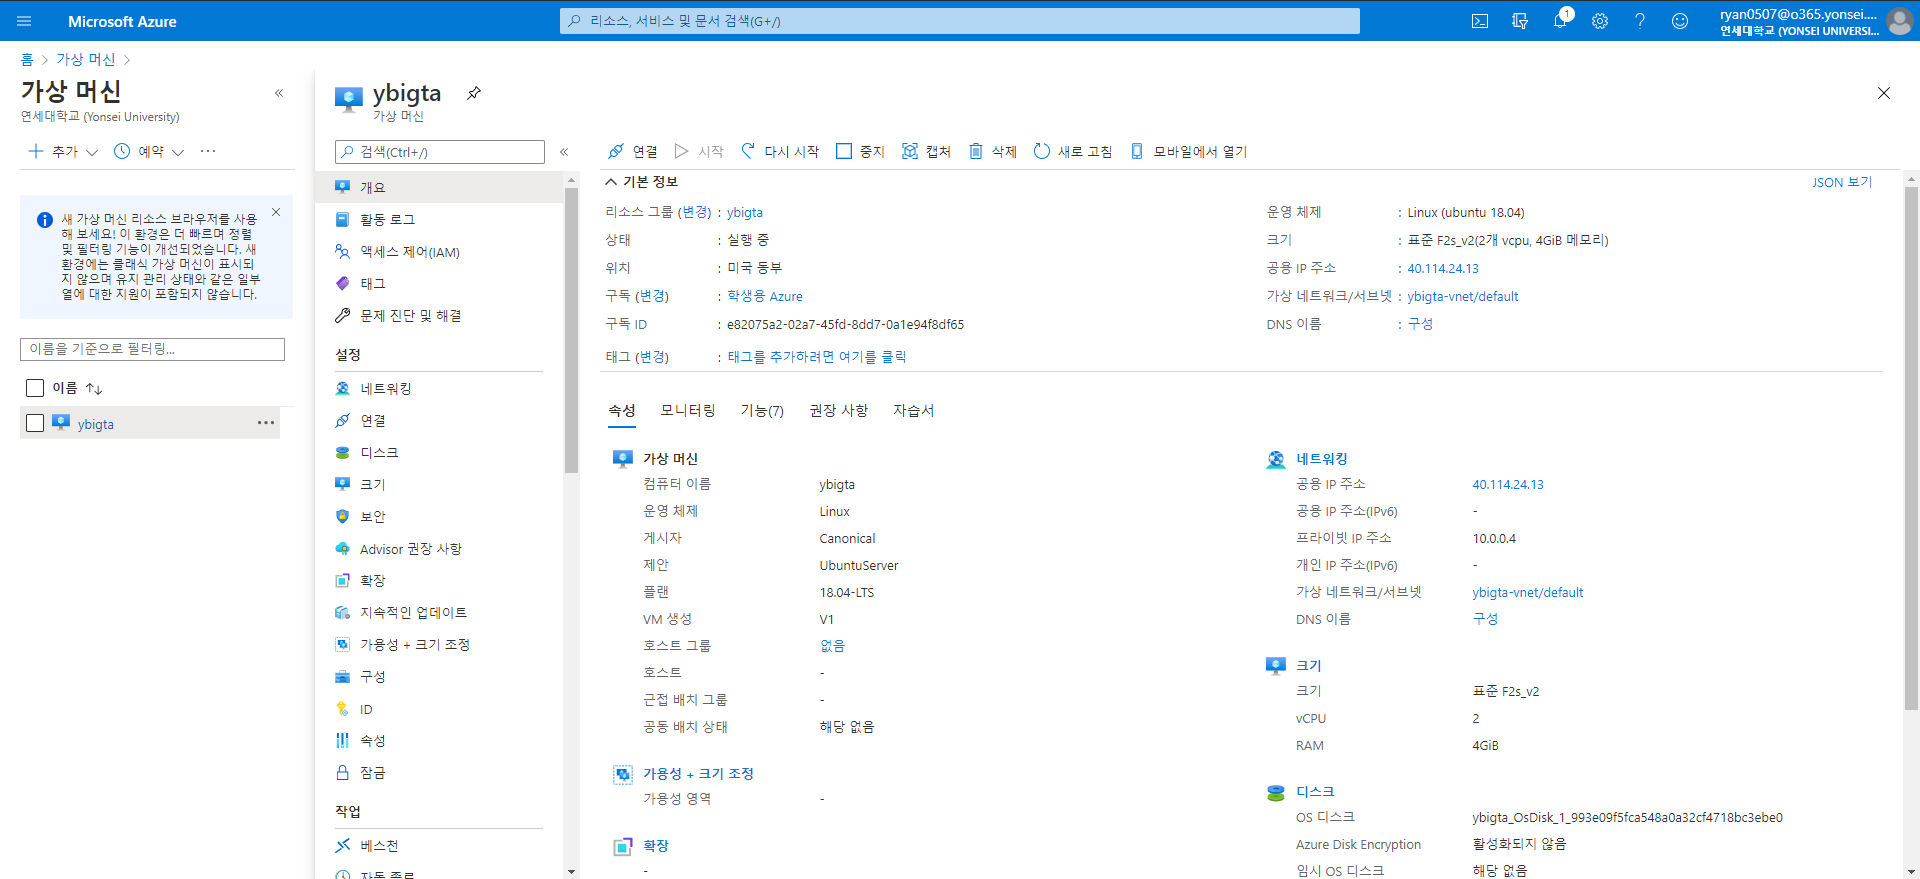 Microsoft Azure
리소스, 서비스 및 문서 검색(G+/)
1
ryan0507@o365.yonsei....
연세대학교 (YONSEI UNIVERSI...
홈 > 가상 머신 >
가상 머신
연세대학교 (Yonsei University)
추가
예약
새 가상 머신 리소스 브라우저를 사용
해 보세요! 이 환경은 더 빠르며 정렬
및 필터링 기능이 개선되었습니다. 새
환경에는 클래식 가상 머신이 표시되
지 않으며 유지 관리 상태와 같은 일부
열에 대한 지원이 포함되지 않습니다.
이름을 기준으로 필터링...
이름
ybigta
ybigta
가상 머신
검색(Ctrl+/)
개요
활동 로그
액세스 제어(IAM)
태그
문제 진단 및 해결
설정
네트워킹
연결
디스크
크기
보안
Advisor 권장 사항
확장
지속적인 업데이트
가용성 + 크기 조정
구성
ID
속성
잠금
작업
베스천
자동 종료
연결
시작
다시 시작
중지
캡처
삭제
새로 고침
모바일에서 열기
기본 정보
JSON 보기
리소스 그룹 (변경) : ybigta
상태 : 실행 중
위치 : 미국 동부
구독 (변경) : 학생용 Azure
구독 ID : e82075a2-02a7-45fd-8dd7-0a1e94f8df65
태그 (변경) : 태그를 추가하려면 여기를 클릭
운영 체제 : Linux (ubuntu 18.04)
크기 : 표준 F2s_v2(2개 vcpu, 4GiB 메모리)
공용 IP 주소 : 40.114.24.13
가상 네트워크/서브넷 : ybigta-vnet/default
DNS 이름 : 구성
속성
모니터링
기능(7)
권장 사항
자습서
가상 머신
컴퓨터 이름 ybigta
운영 체제 Linux
게시자 Canonical
제안 UbuntuServer
플랜 18.04-LTS
VM 생성 V1
호스트 그룹 없음
호스트 -
근접 배치 그룹 -
공동 배치 상태 해당 없음
가용성 + 크기 조정
가용성 영역 -
확장
-
네트워킹
공용 IP 주소 40.114.24.13
공용 IP 주소(IPv6) -
프라이빗 IP 주소 10.0.0.4
개인 IP 주소(IPv6) -
가상 네트워크/서브넷 ybigta-vnet/default
DNS 이름 구성
크기
크기 표준 F2s_v2
vCPU 2
RAM 4GiB
디스크
OS 디스크 ybigta_OsDisk_1_993e09f5fca548a0a32cf4718bc3ebe0
Azure Disk Encryption 활성화되지 않음
임시 OS 디스크 해당 없음